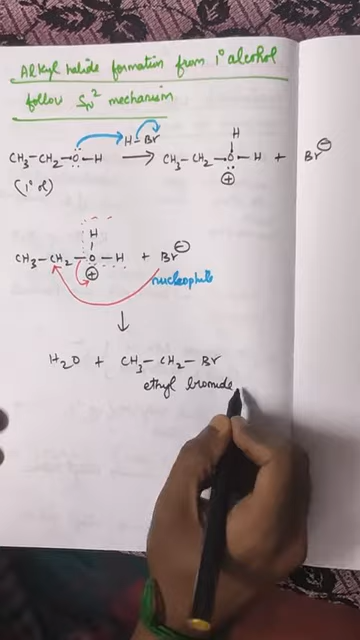 Alkyl halide formation from 1° alcohol
follow SN2 mechanism
CH3-CH2-Ö-H H-Br → CH3-CH2-O-H + Br⊖
H
⊕
(1° ol)
H
CH3-CH2-O-H + Br⊖
⊕
nucleophile
↓
H2O + CH3-CH2-Br
ethyl bromide